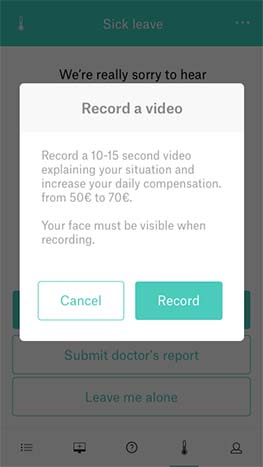 Sick leave
We're really sorry to hear
Record a video
Record a 10-15 second video
explaining your situation and
increase your daily compensation.
from 50€ to 70€.
Your face must be visible when
recording.
Cancel
Record
Submit doctor's report
Leave me alone